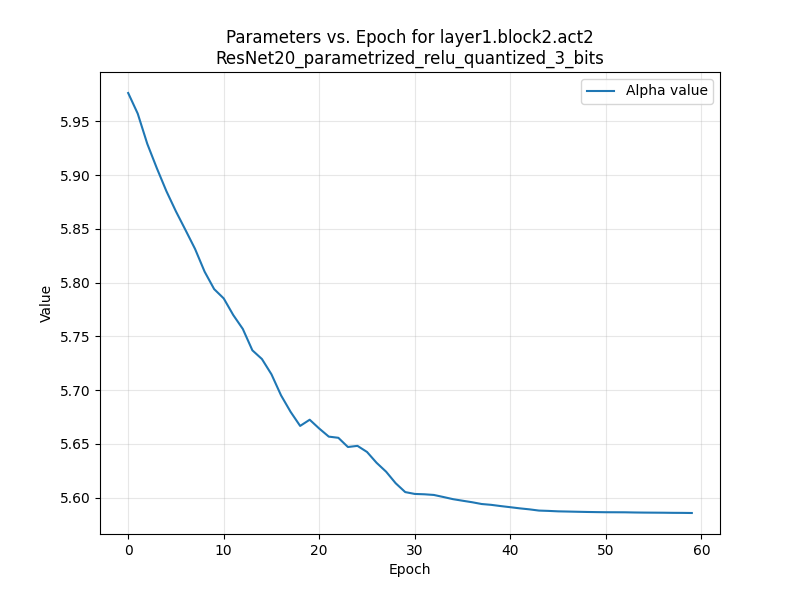 Parameters vs. Epoch for layer1.block2.act2
ResNet20_parametrized_relu_quantized_3_bits
Alpha value
5.95
5.90
5.85
5.80
5.75
5.70
5.65
5.60
Value
0 10 20 30 40 50 60
Epoch